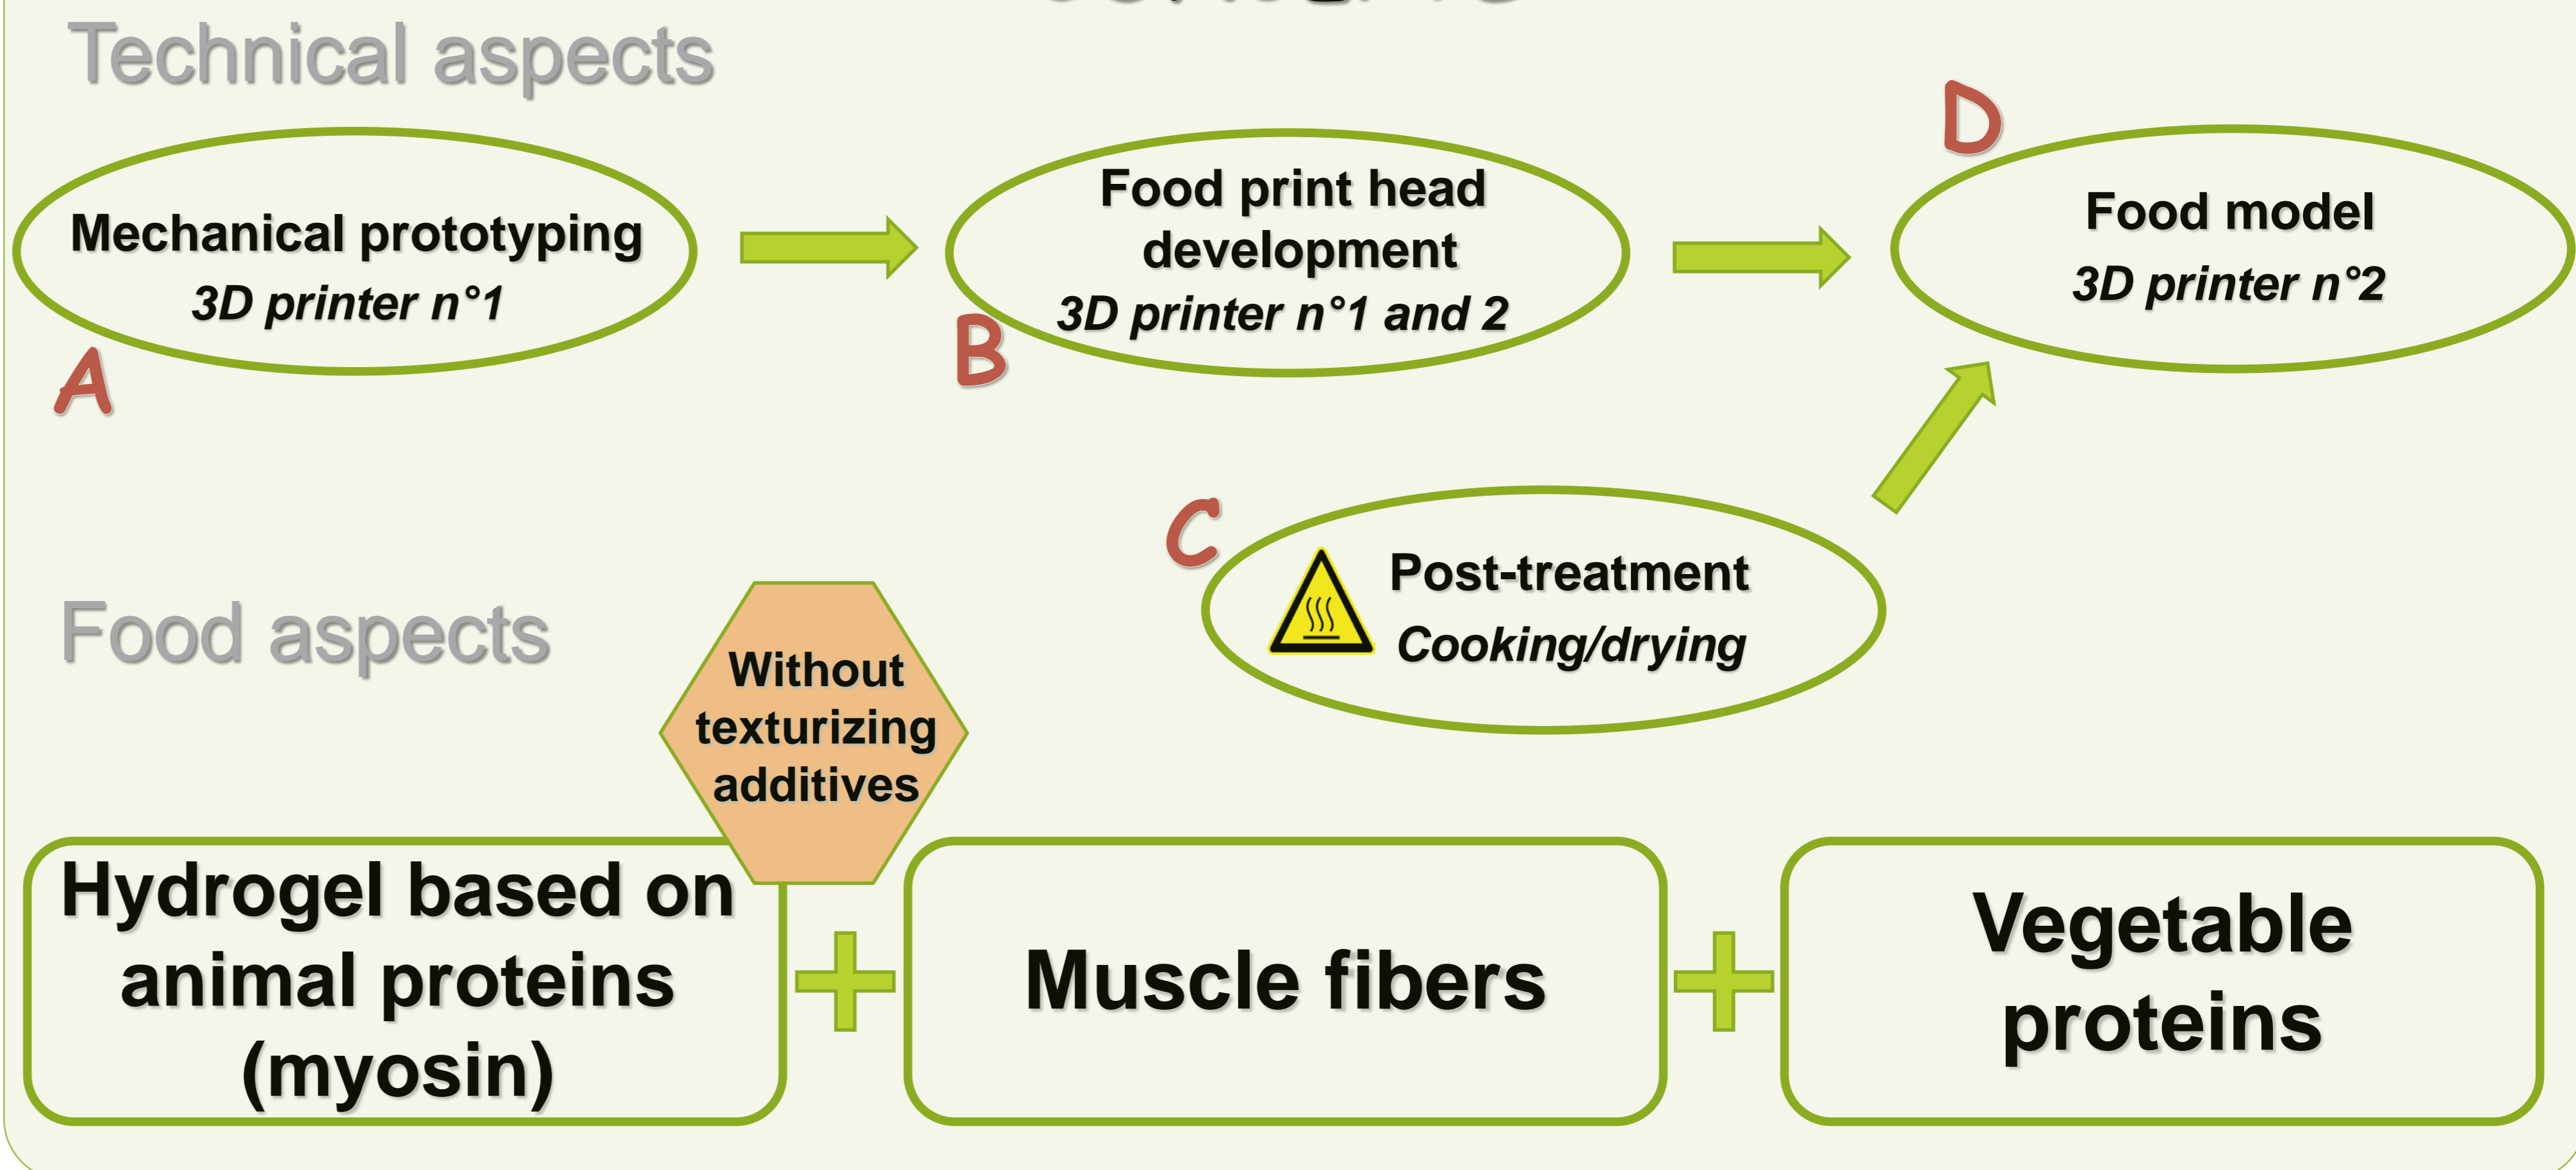 Technical aspects
Mechanical prototyping
3D printer n°1
A
Food print head
development
3D printer n°1 and 2
B
D
Food model
3D printer n°2
C
Post-treatment
Cooking/drying
Food aspects
Without
texturizing
additives
Hydrogel based on
animal proteins
(myosin)
Muscle fibers
Vegetable
proteins